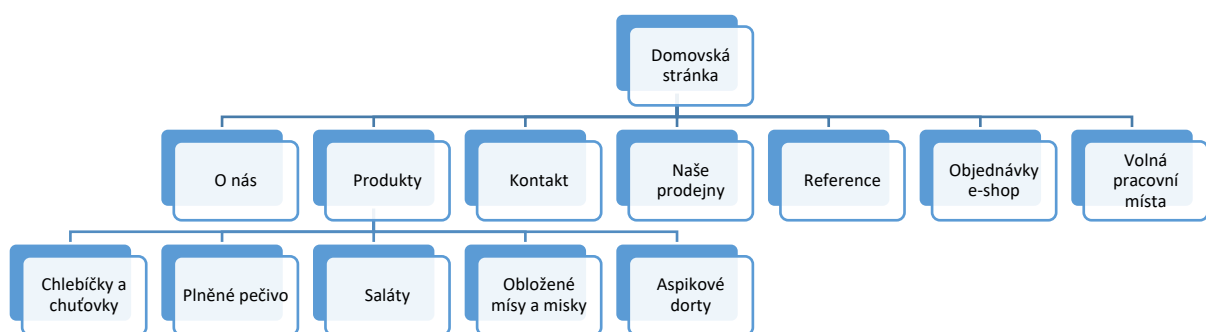 Domovská
stránka
O nás
Produkty
Kontakt
Naše
prodejny
Reference
Objednávky
e-shop
Volná
pracovní
místa
Chlebíčky a
chuťovky
Plněné pečivo
Saláty
Obložené
mísy a misky
Aspikové
dorty